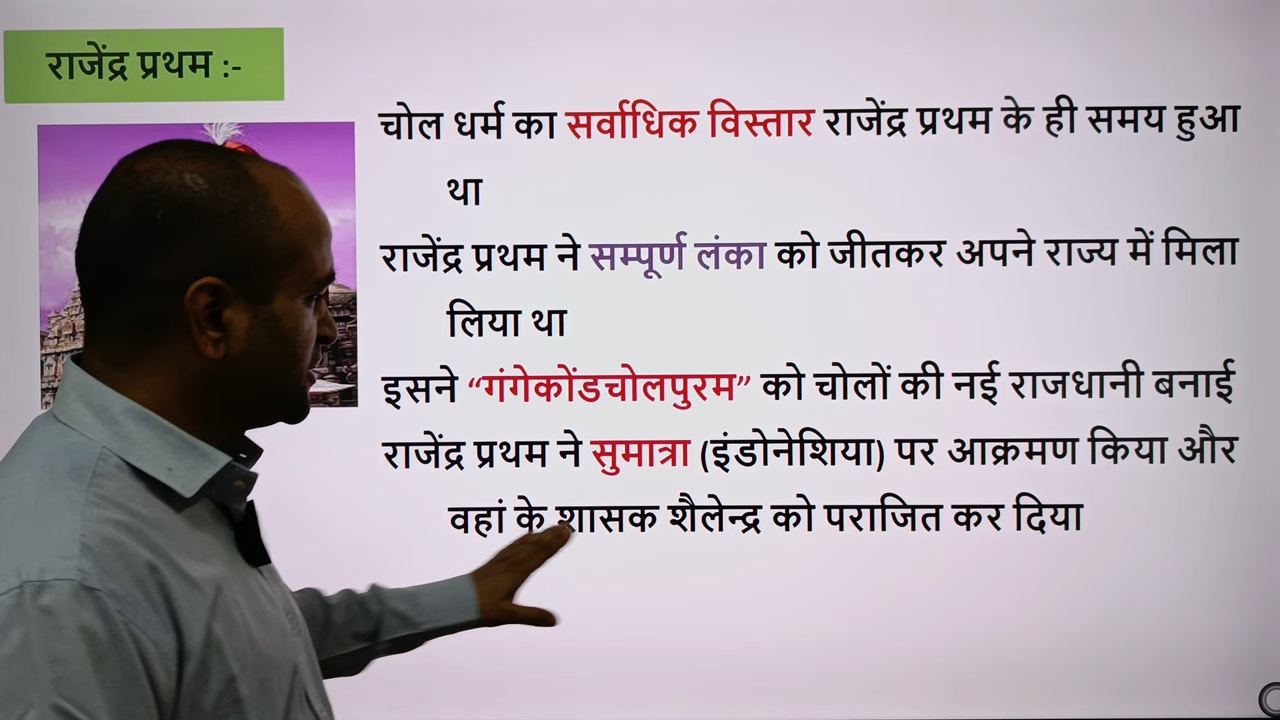 राजेंद्र प्रथम :-
चोल धर्म का सर्वाधिक विस्तार राजेंद्र प्रथम के ही समय हुआ
था
राजेंद्र प्रथम ने सम्पूर्ण लंका को जीतकर अपने राज्य में मिला
लिया था
इसने “गंगेकोंडचोलपुरम” को चोलों की नई राजधानी बनाई
राजेंद्र प्रथम ने सुमात्रा (इंडोनेशिया) पर आक्रमण किया और
वहां के शासक शैलेन्द्र को पराजित कर दिया